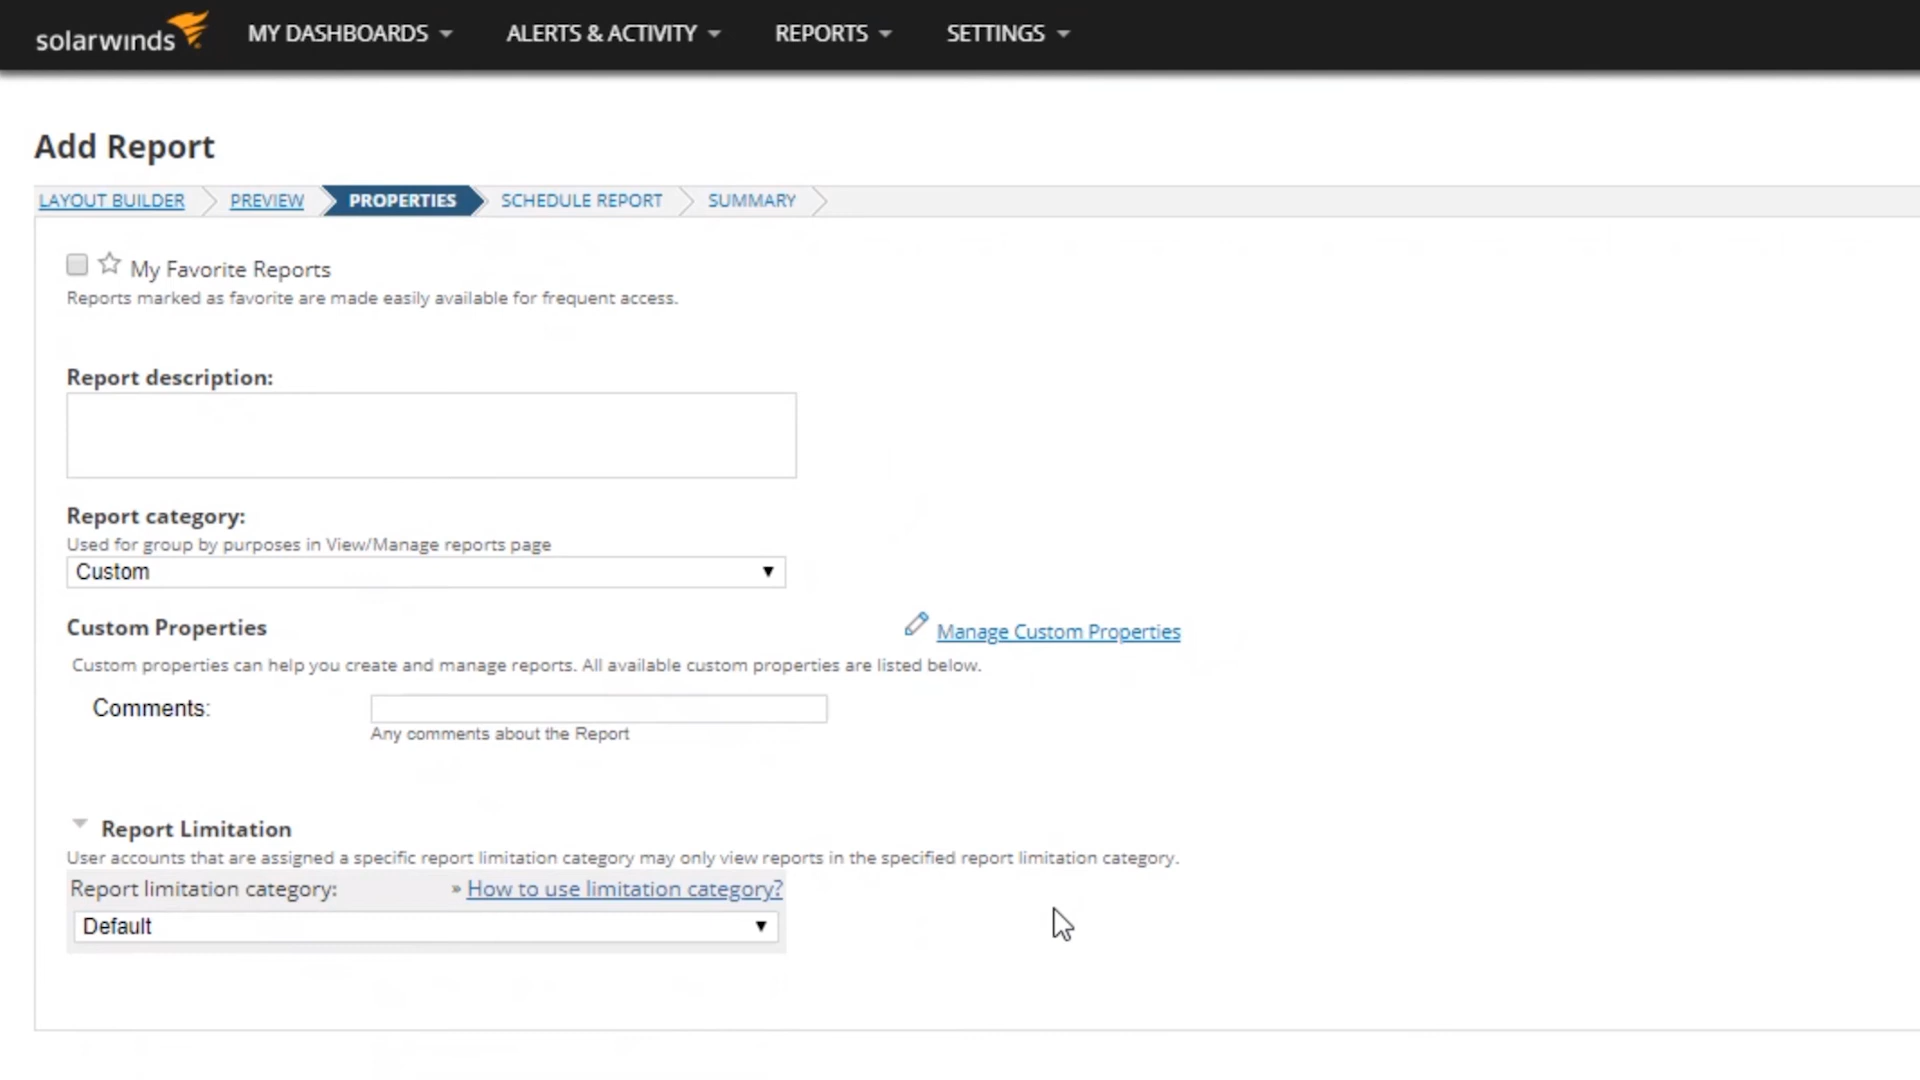 solarwinds MY DASHBOARDS ALERTS & ACTIVITY REPORTS SETTINGS
Add Report
LAYOUT BUILDER PREVIEW PROPERTIES SCHEDULE REPORT SUMMARY
My Favorite Reports
Reports marked as favorite are made easily available for frequent access.
Report description:
Report category:
Used for group by purposes in View/Manage reports page
Custom
Custom Properties Manage Custom Properties
Custom properties can help you create and manage reports. All available custom properties are listed below.
Comments:
Any comments about the Report
Report Limitation
User accounts that are assigned a specific report limitation category may only view reports in the specified report limitation category.
Report limitation category: » How to use limitation category?
Default